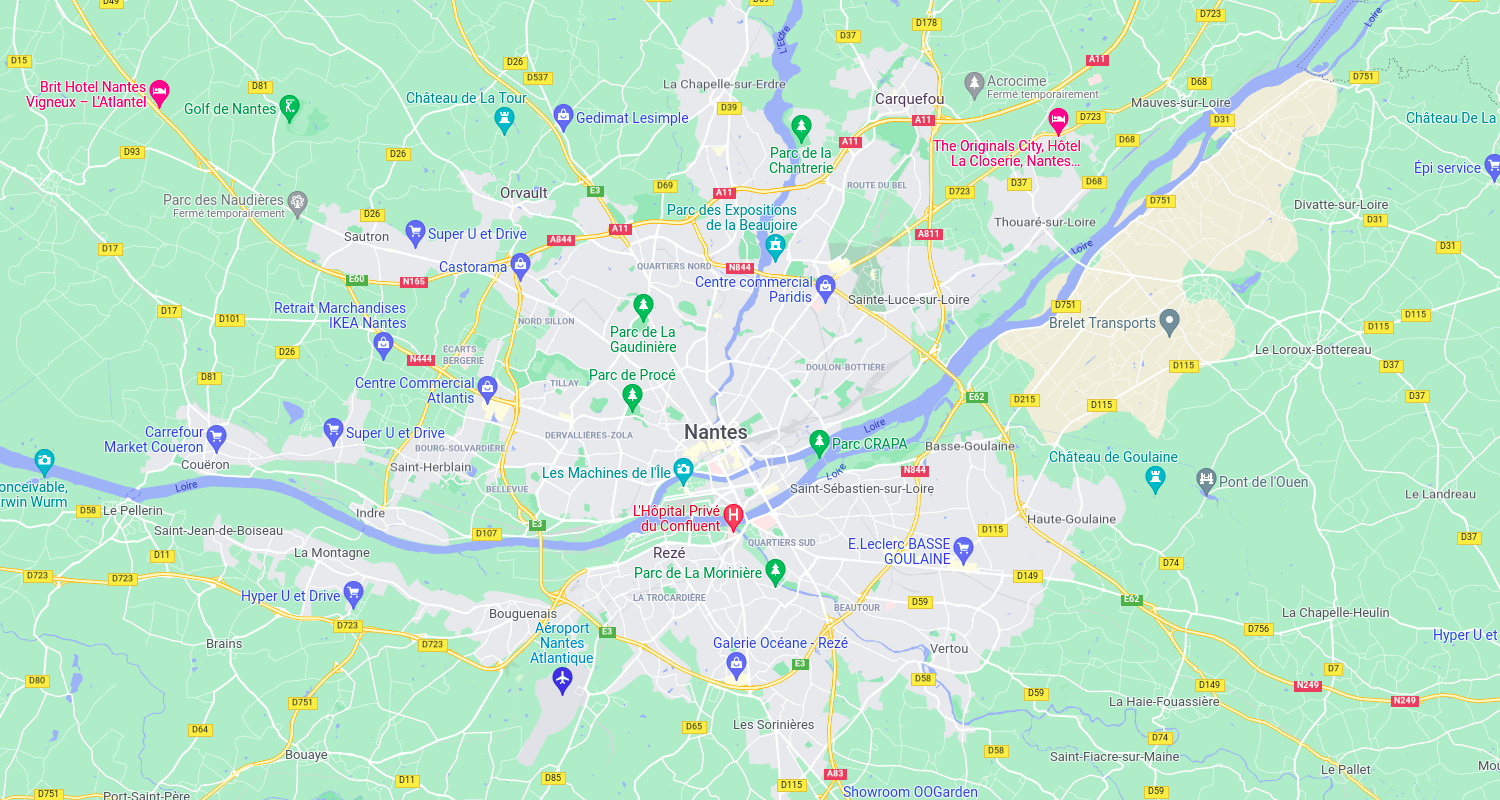 D49
D69
D723
Loire
D178
L'Edre
D37
D15
D26
A11
D537
D751
Brit Hotel Nantes
Vigneux – L'Atlantel
D81
Golf de Nantes
Château de La Tour
Gedimat Lesimple
La Chapelle-sur-Erdre
D39
Carquefou
Acrocime
Fermé temporairement
D68
Mauves-sur-Loire
D31
Château De La
A11
D723
Parc de la
Chantrerie
A11
The Originals City, Hôtel
La Closerie, Nantes...
D68
D93
D26
Épi service
Parc des Naudières
Fermé temporairement
Orvault
E3
D69
A11
ROUTE DU BEL
D723
D37
D68
D751
Divatte-sur-Loire
D26
Sautron
Super U et Drive
A844
A11
Parc des Expositions
de la Beaujoire
A811
Thouaré-sur-Loire
D31
D17
Loire
D31
Castorama
QUARTIERS NORD
N844
E60
N165
Centre commercial
Paridis
Sainte-Luce-sur-Loire
D751
Retrait Marchandises
IKEA Nantes
D17
D101
NORD SILLON
Parc de La
Gaudinière
Brelet Transports
D115
D115
D26
ÉCARTS
BERGERIE
N444
Le Loroux-Bottereau
D81
Centre Commercial
Atlantis
TILLAY
Parc de Procé
DOULON-BOTTIÈRE
D115
D37
E62
D215
D115
D37
Carrefour
Market Coueron
Super U et Drive
DERVALLIÈRES-ZOLA
Nantes
Loire
Parc CRAPA
Basse-Goulaine
BOURG-SOLVARDIÈRE
Couëron
Saint-Herblain
Les Machines de l'Île
Loire
N844
Château de Goulaine
Pont de l'Ouen
onceivable,
rwin Wurm
Loire
BELLEVUE
Saint-Sébastien-sur-Loire
Le Landreau
D58
Le Pellerin
Indre
L'Hôpital Privé
du Confluent
Haute-Goulaine
Saint-Jean-de-Boiseau
D107
E3
D115
D37
La Montagne
Rezé
QUARTIERS SUD
E.Leclerc BASSE
GOULAINE
D11
D74
D723
D723
Parc de La Morinière
D149
Hyper U et Drive
LA TROCARDIÈRE
BEAUTOUR
D59
E62
Bouguenais
La Chapelle-Heulin
D723
Aéroport
Nantes
Atlantique
E3
D756
Hyper U et
Brains
D723
Galerie Océane - Rezé
Vertou
E3
D7
D80
D58
D149
N249
D59
N249
D751
La Haie-Fouassière
D64
D65
Les Sorinières
D74
Bouaye
D58
Saint-Fiacre-sur-Maine
Le Pallet
Mou
D11
D85
A83
D115
D751
Port-Saint-Père
Showroom OOGarden
D59